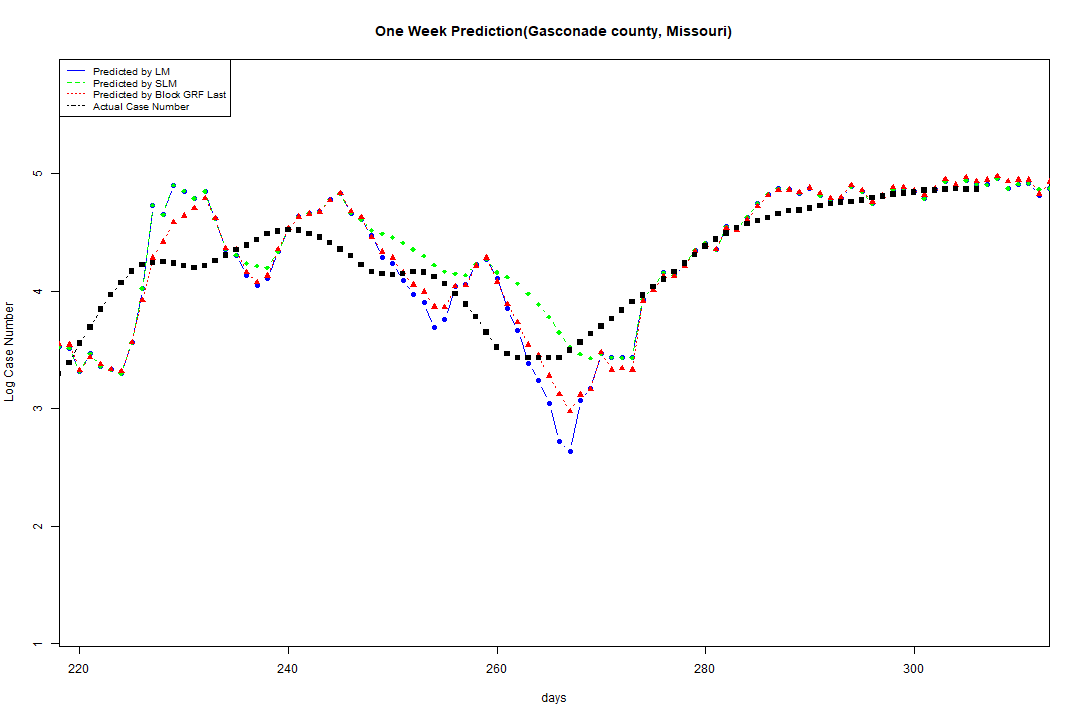 One Week Prediction(Gasconade county, Missouri)
Predicted by LM
Predicted by SLM
Predicted by Block GRF Last
Actual Case Number
5
4
3
2
1
Log Case Number
220 240 260 280 300
days